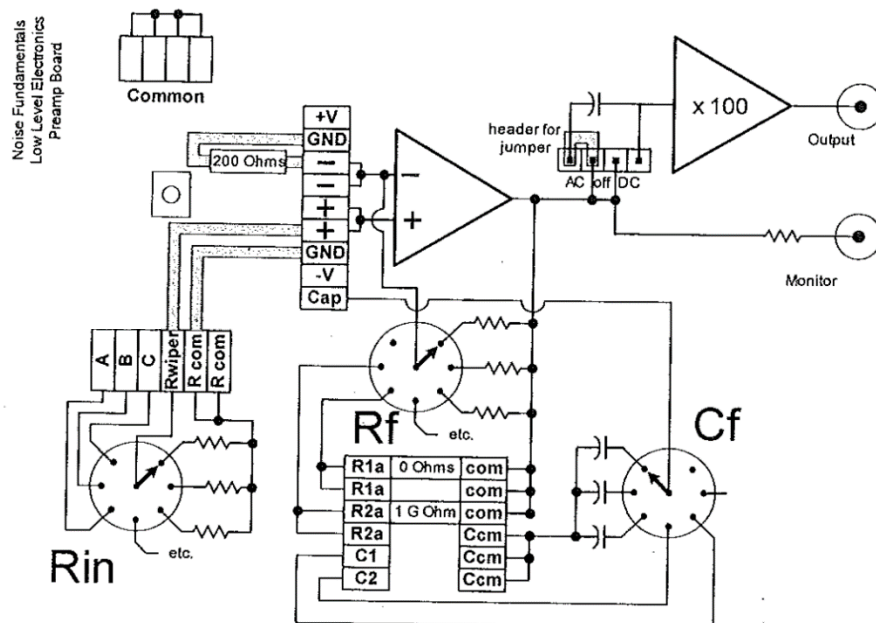 Noise Fundamentals
Low Level Electronics
Preamp Board
Common
+V
GND
200 Ohms
−
−
+
+
GND
-V
Cap
−
+
header for
jumper
AC off DC
x 100
Output
Monitor
A
B
C
Rwiper
R com
R com
etc.
Rin
etc.
Rf
Cf
R1a 0 Ohms com
R1a com
R2a 1 G Ohm com
R2a Ccm
C1 Ccm
C2 Ccm